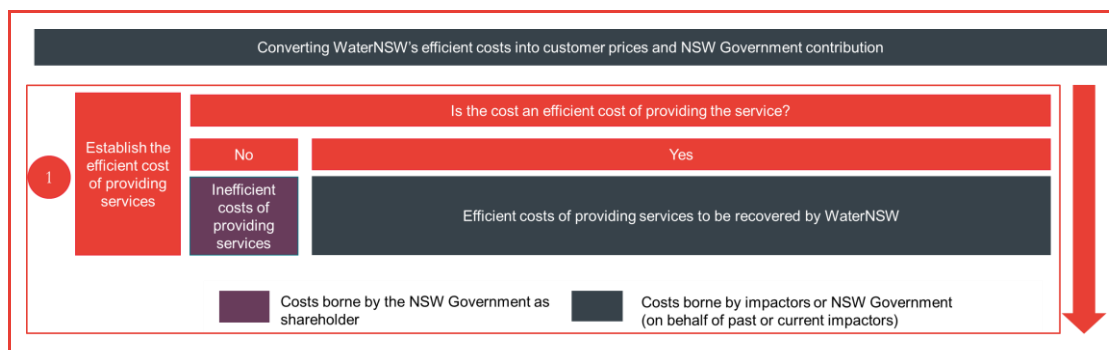 Converting WaterNSW's efficient costs into customer prices and NSW Government contribution
Is the cost an efficient cost of providing the service?
1
Establish the
efficient cost
of providing
services
No
Yes
Inefficient
costs of
providing
services
Efficient costs of providing services to be recovered by WaterNSW
Costs borne by the NSW Government as
shareholder
Costs borne by impactors or NSW Government
(on behalf of past or current impactors)